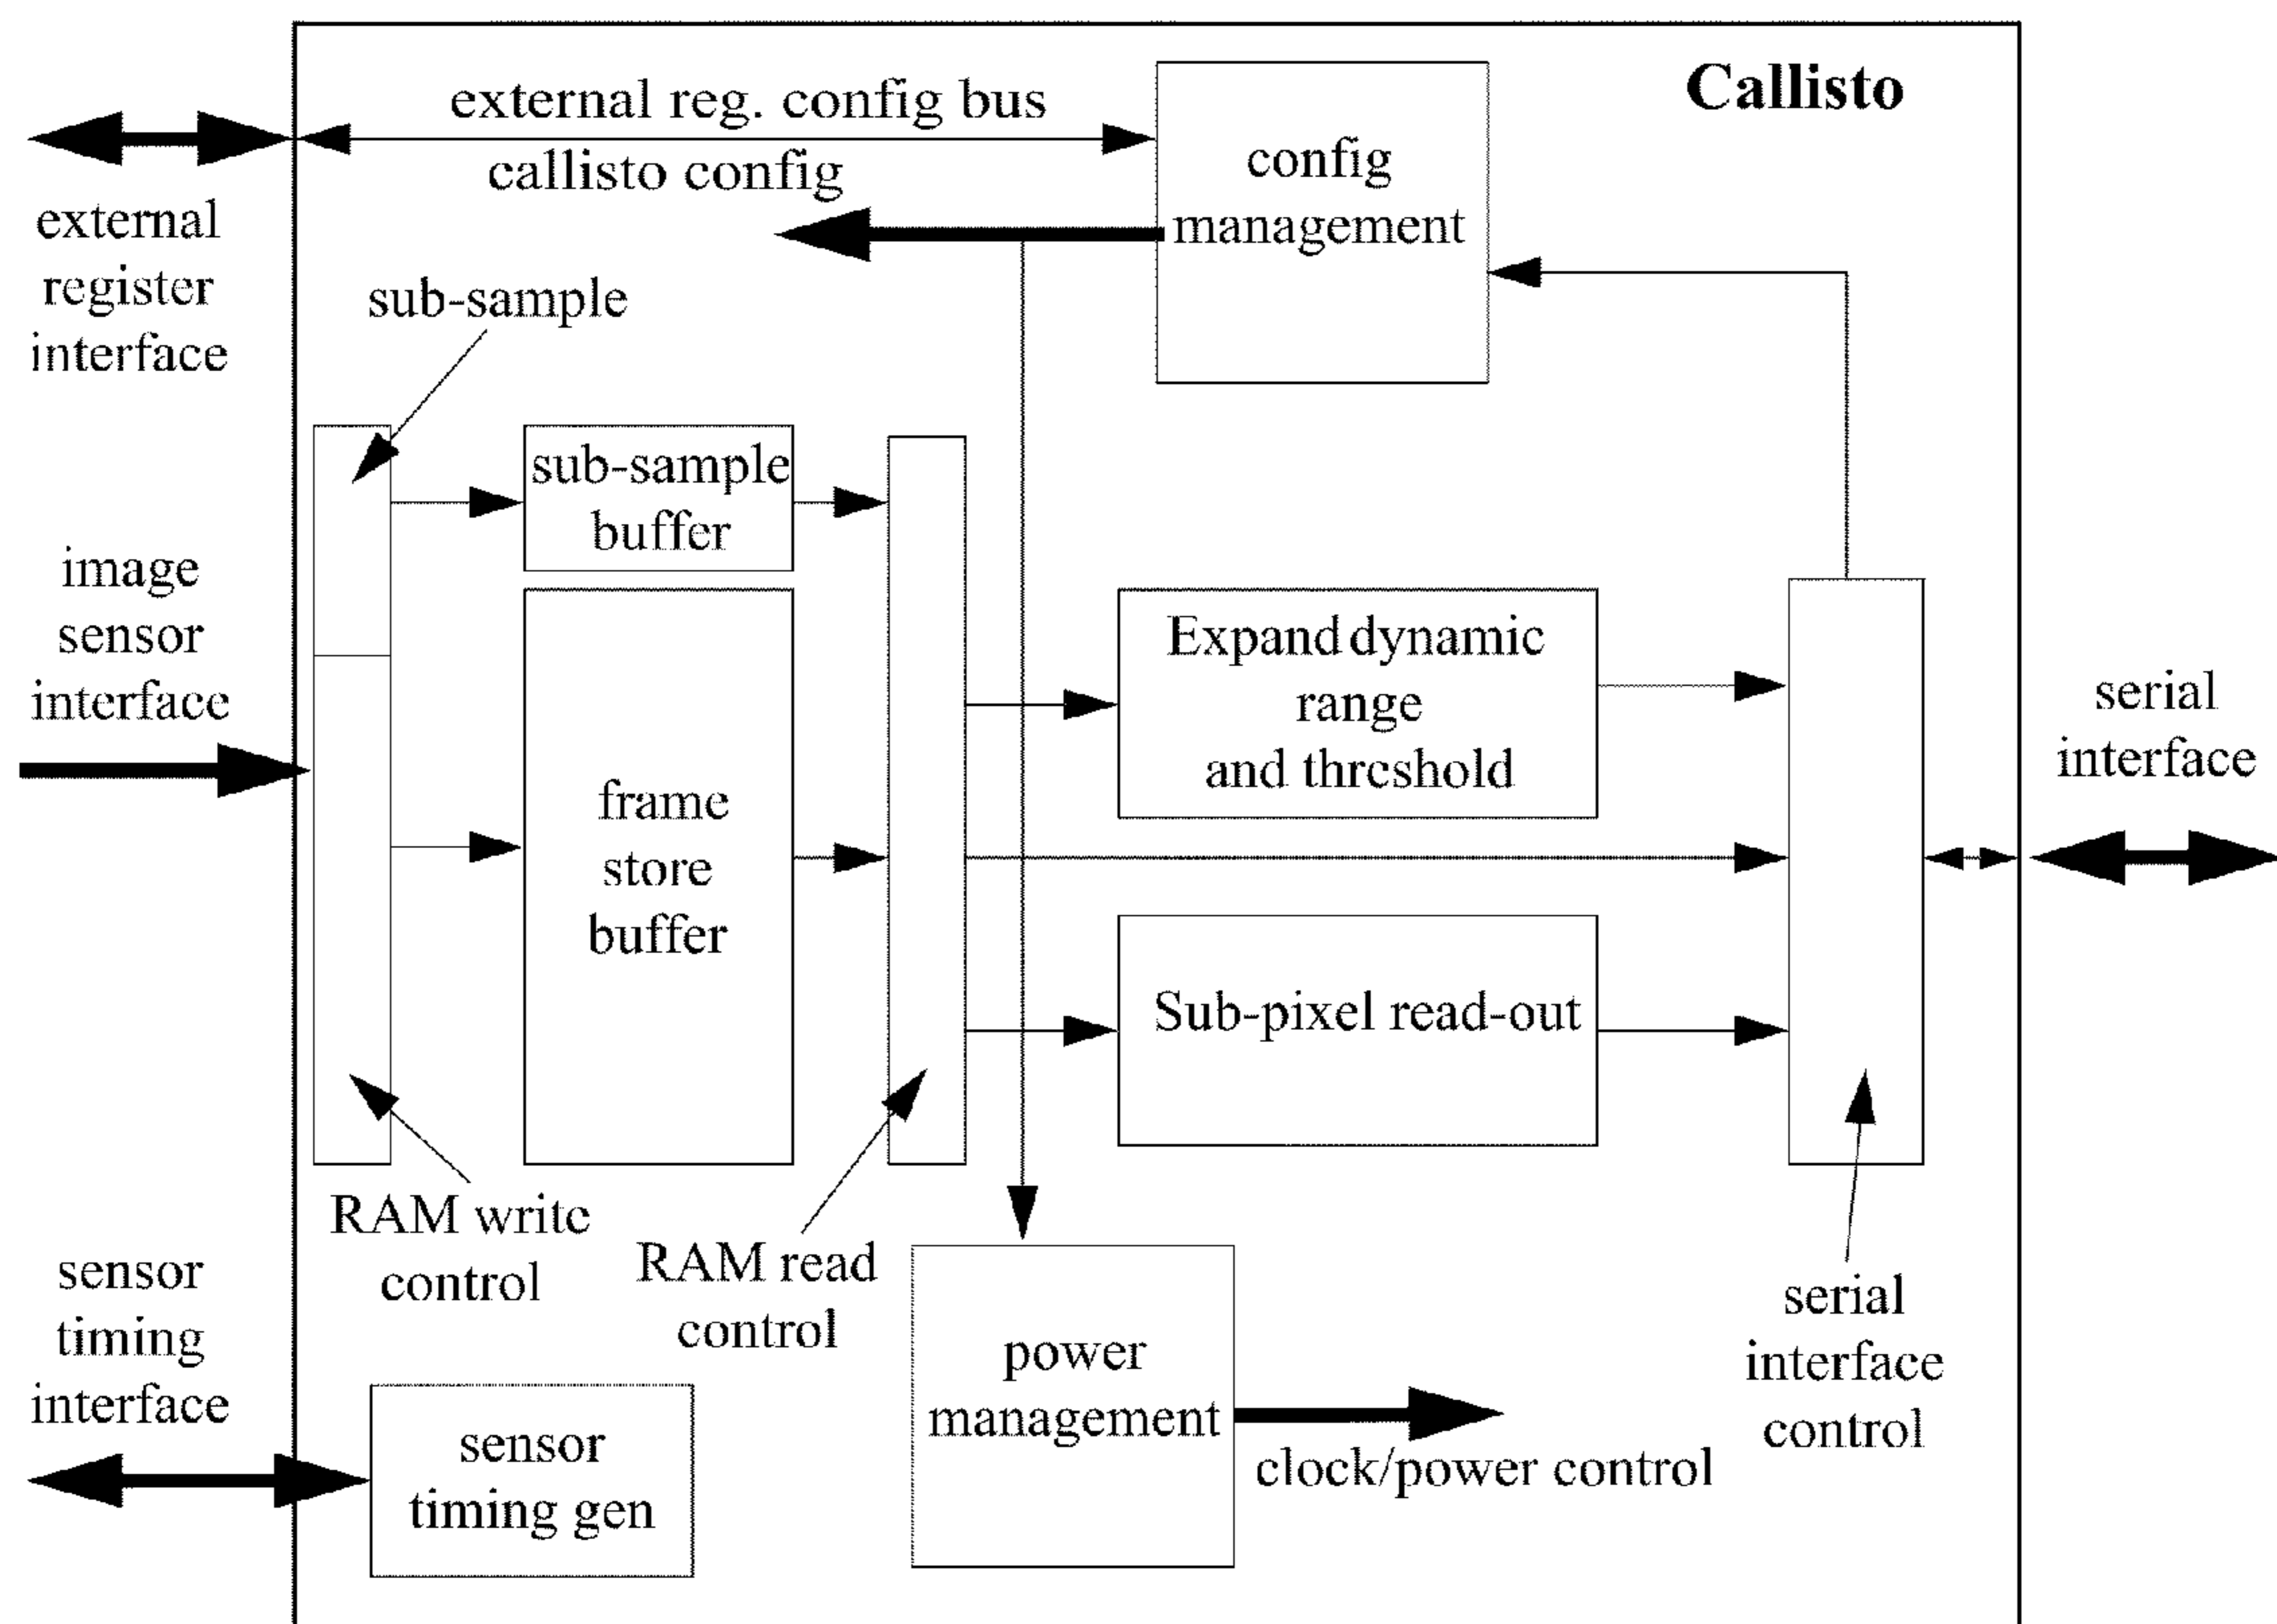 Callisto
external reg. config bus
callisto config
config
management
external
register
interface
sub-sample
sub-sample
buffer
image
sensor
interface
frame
store
buffer
Expand dynamic
range
and threshold
Sub-pixel read-out
serial
interface
RAM write
control
RAM read
control
serial
interface
control
sensor
timing
interface
sensor
timing gen
power
management
clock/power control